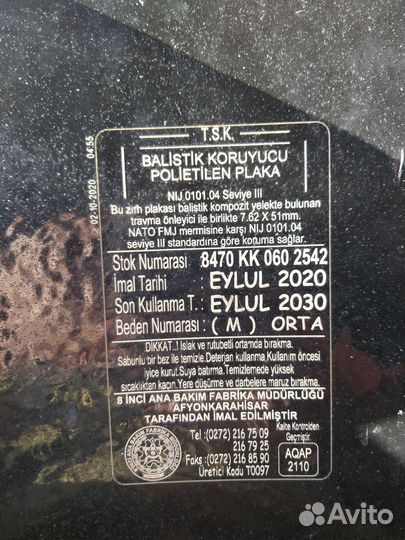 T.S.K.
BALİSTİK KORUYUCU
POLİETİLEN PLAKA
NIJ 0101.04 Seviye III
Bu zırh plakası balistik kompozit yelekte bulunan
travma önleyici ile birlikte 7.62 X 51mm.
NATO FMJ mermisine karşı NIJ 0101.04
seviye III standardına göre koruma sağlar.
Stok Numarası 8470 KK 060 2542
İmal Tarihi : EYLUL 2020
Son Kullanma T. : EYLUL 2030
Beden Numarası : ( M ) ORTA
DİKKAT..! Islak ve rutubetli ortamda bırakma.
Sabunlu bir bez ile temizle. Deterjan kullanma. Kullanım öncesi
iyice kurut. Suya batırma. Temizlemede yüksek
sıcaklıktan kaçın. Yere düşürme ve darbelere maruz bırakma.
8 İNCİ ANA BAKIM FABRİKA MÜDÜRLÜĞÜ
AFYONKARAHİSAR
TARAFINDAN İMAL EDİLMİŞTİR
Tel :(0272) 216 75 09
216 79 25
Faks :(0272) 216 85 90
Üretici Kodu T0097
Kalite Kontrolden
Geçmiştir.
AQAP
2110
02-10-2020 04:55
Avito